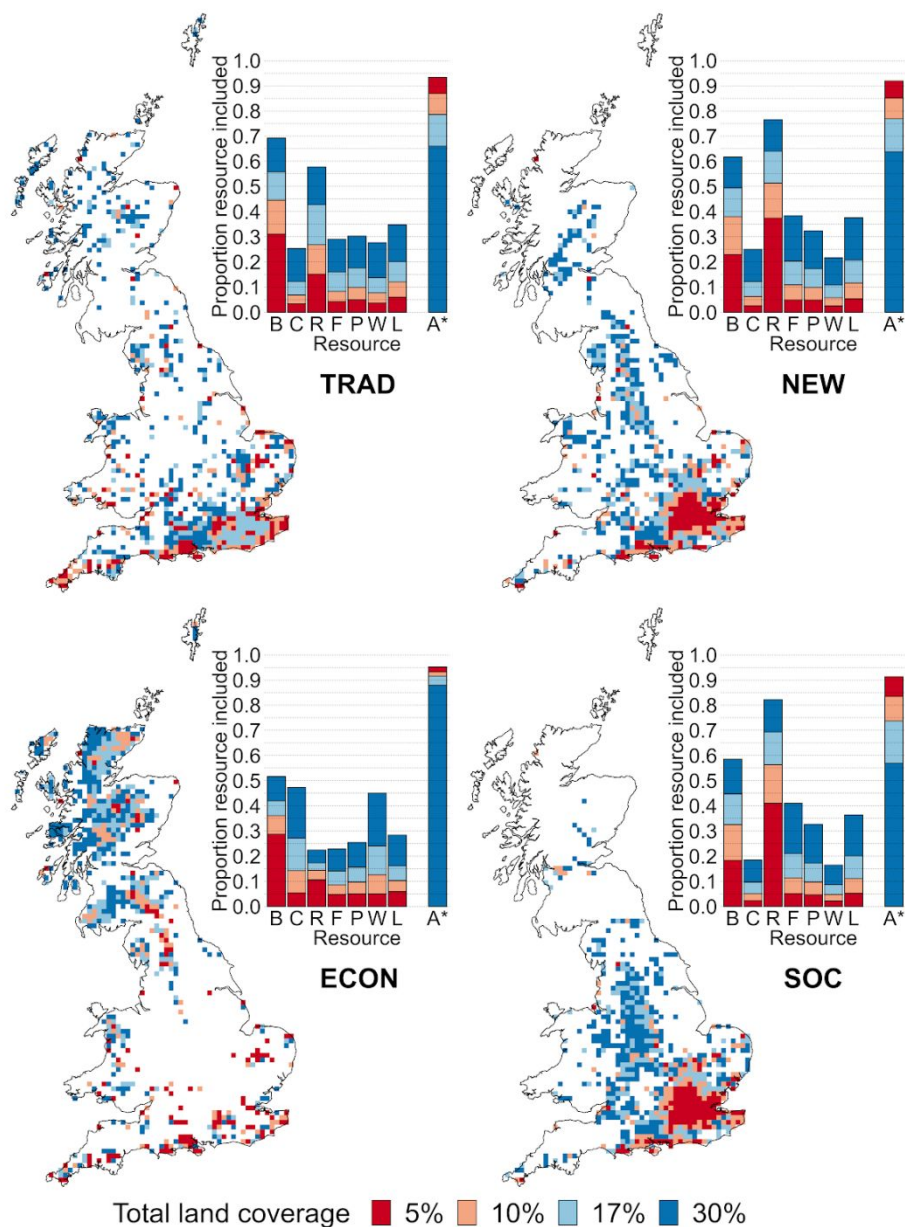 Proportion resource included
1.0
0.9
0.8
0.7
0.6
0.5
0.4
0.3
0.2
0.1
0.0
B C R F P W L A*
Resource
TRAD
Proportion resource included
1.0
0.9
0.8
0.7
0.6
0.5
0.4
0.3
0.2
0.1
0.0
B C R F P W L A*
Resource
NEW
Proportion resource included
1.0
0.9
0.8
0.7
0.6
0.5
0.4
0.3
0.2
0.1
0.0
B C R F P W L A*
Resource
ECON
Proportion resource included
1.0
0.9
0.8
0.7
0.6
0.5
0.4
0.3
0.2
0.1
0.0
B C R F P W L A*
Resource
SOC
Total land coverage 5% 10% 17% 30%